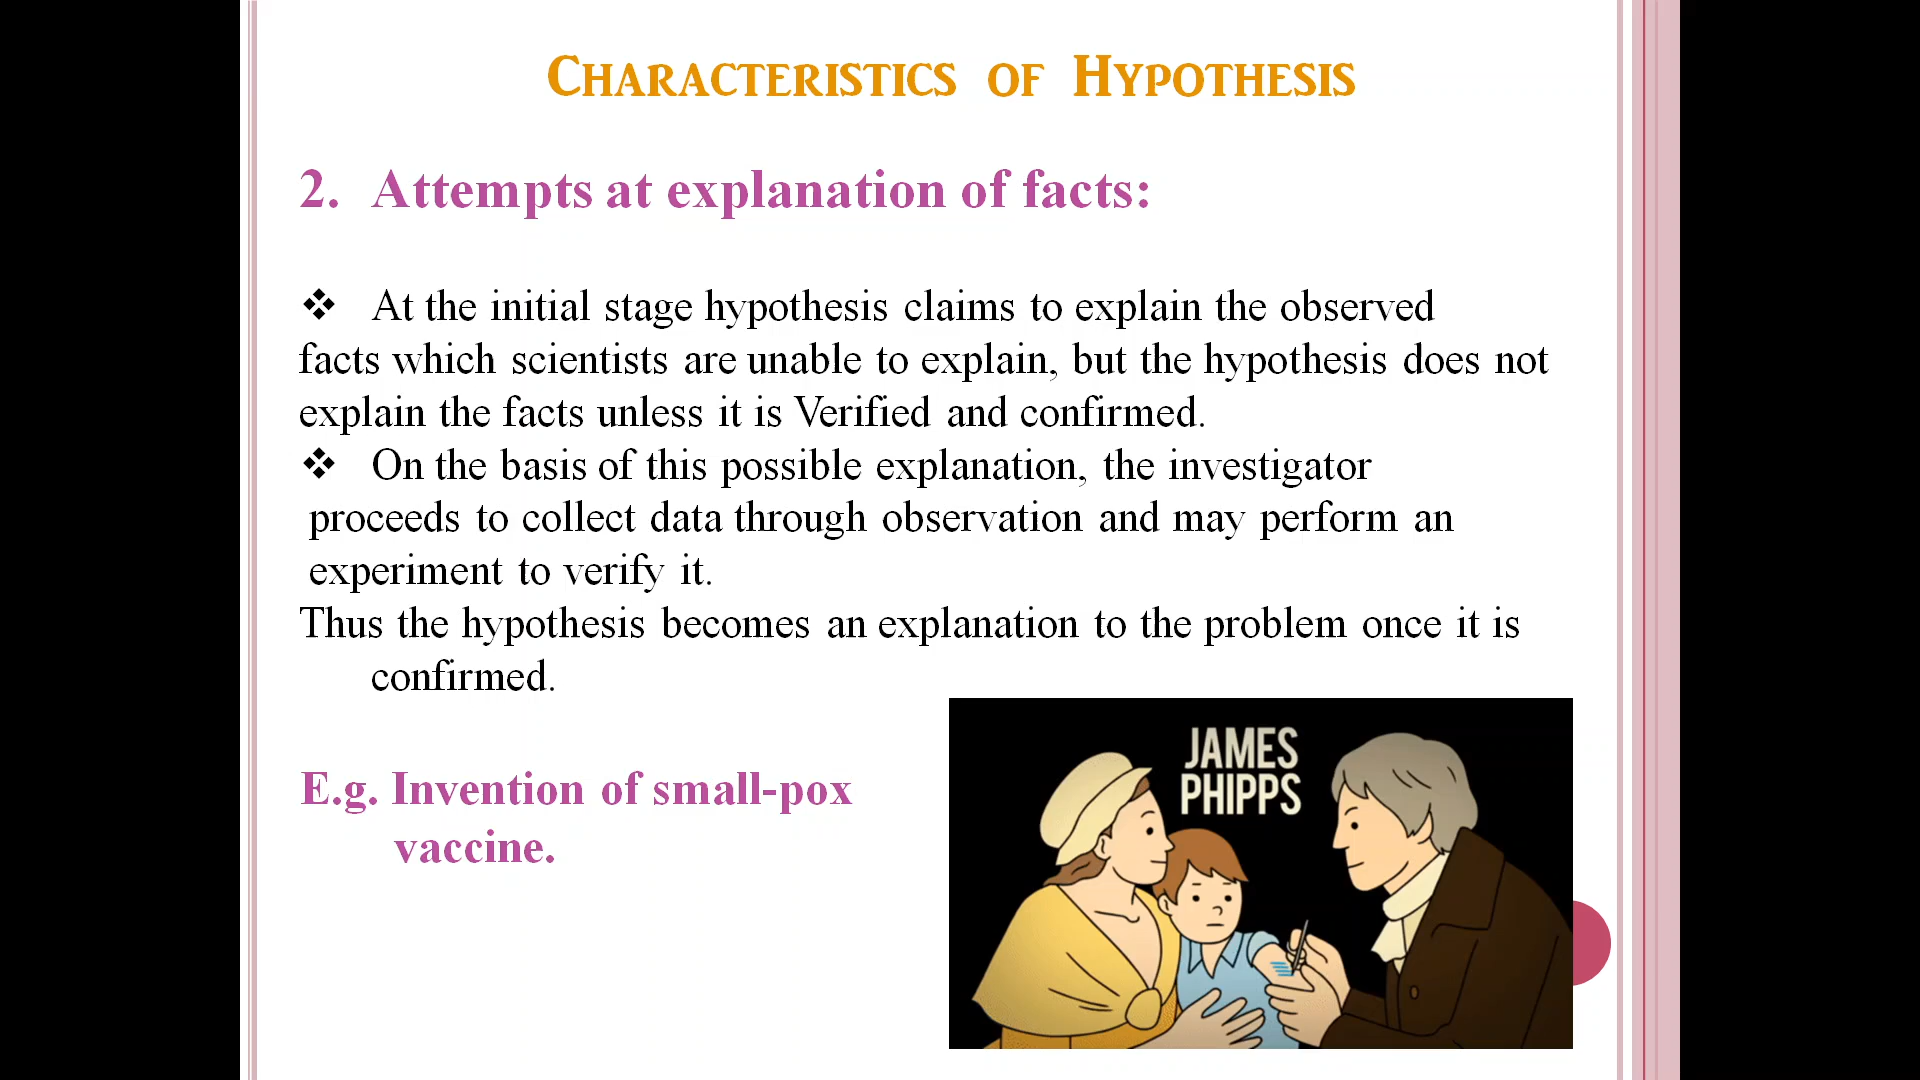 Characteristics of Hypothesis
2. Attempts at explanation of facts:
❖ At the initial stage hypothesis claims to explain the observed
facts which scientists are unable to explain, but the hypothesis does not
explain the facts unless it is Verified and confirmed.
❖ On the basis of this possible explanation, the investigator
proceeds to collect data through observation and may perform an
experiment to verify it.
Thus the hypothesis becomes an explanation to the problem once it is
confirmed.
E.g. Invention of small-pox
vaccine.
JAMES
PHIPPS